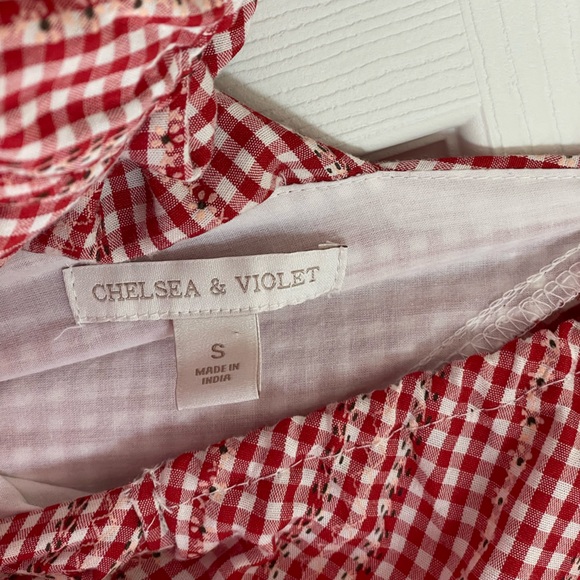 CHELSEA & VIOLET
S
MADE IN
INDIA